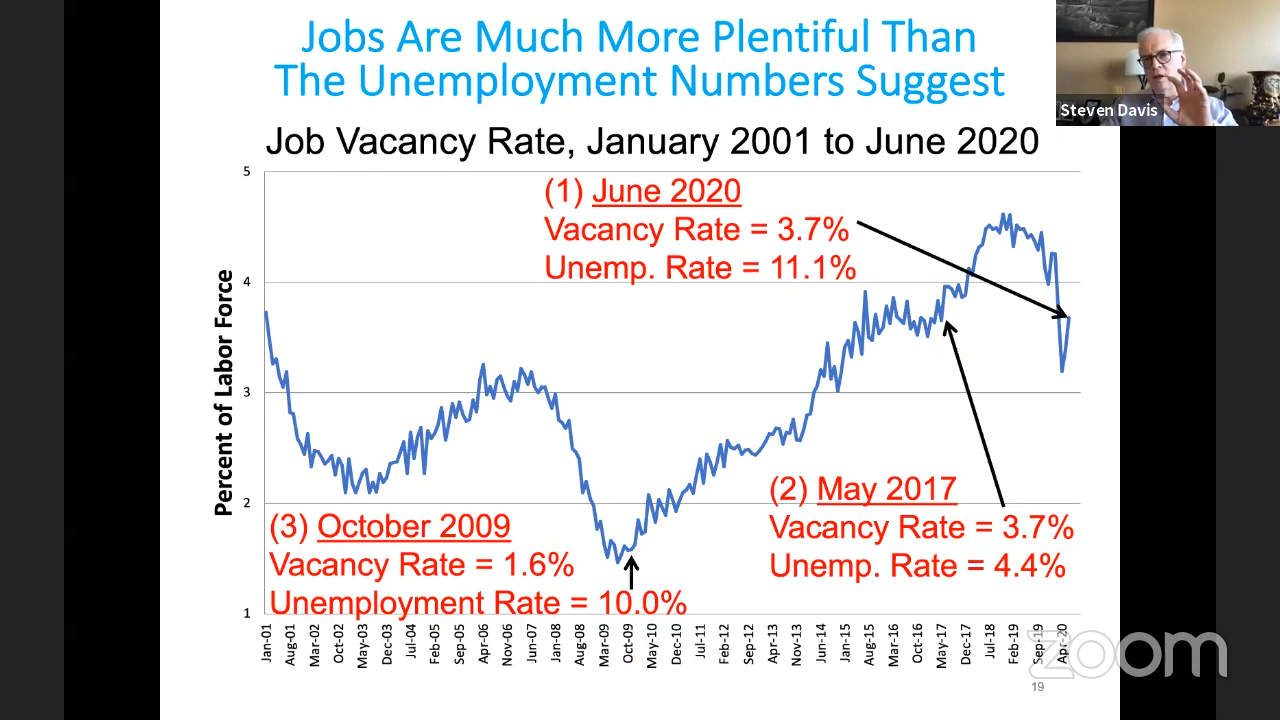 Jobs Are Much More Plentiful Than
The Unemployment Numbers Suggest
Steven Davis
Job Vacancy Rate, January 2001 to June 2020
Percent of Labor Force
5
4
3
2
1
(1) June 2020
Vacancy Rate = 3.7%
Unemp. Rate = 11.1%
(2) May 2017
Vacancy Rate = 3.7%
Unemp. Rate = 4.4%
(3) October 2009
Vacancy Rate = 1.6%
Unemployment Rate = 10.0%
Jan-01
Aug-01
Mar-02
Oct-02
May-03
Dec-03
Jul-04
Feb-05
Sep-05
Apr-06
Nov-06
Jun-07
Jan-08
Aug-08
Mar-09
Oct-09
May-10
Dec-10
Jul-11
Feb-12
Sep-12
Apr-13
Nov-13
Jun-14
Jan-15
Aug-15
Mar-16
Oct-16
May-17
Dec-17
Jul-18
Feb-19
Sep-19
Apr-20
zoom
19